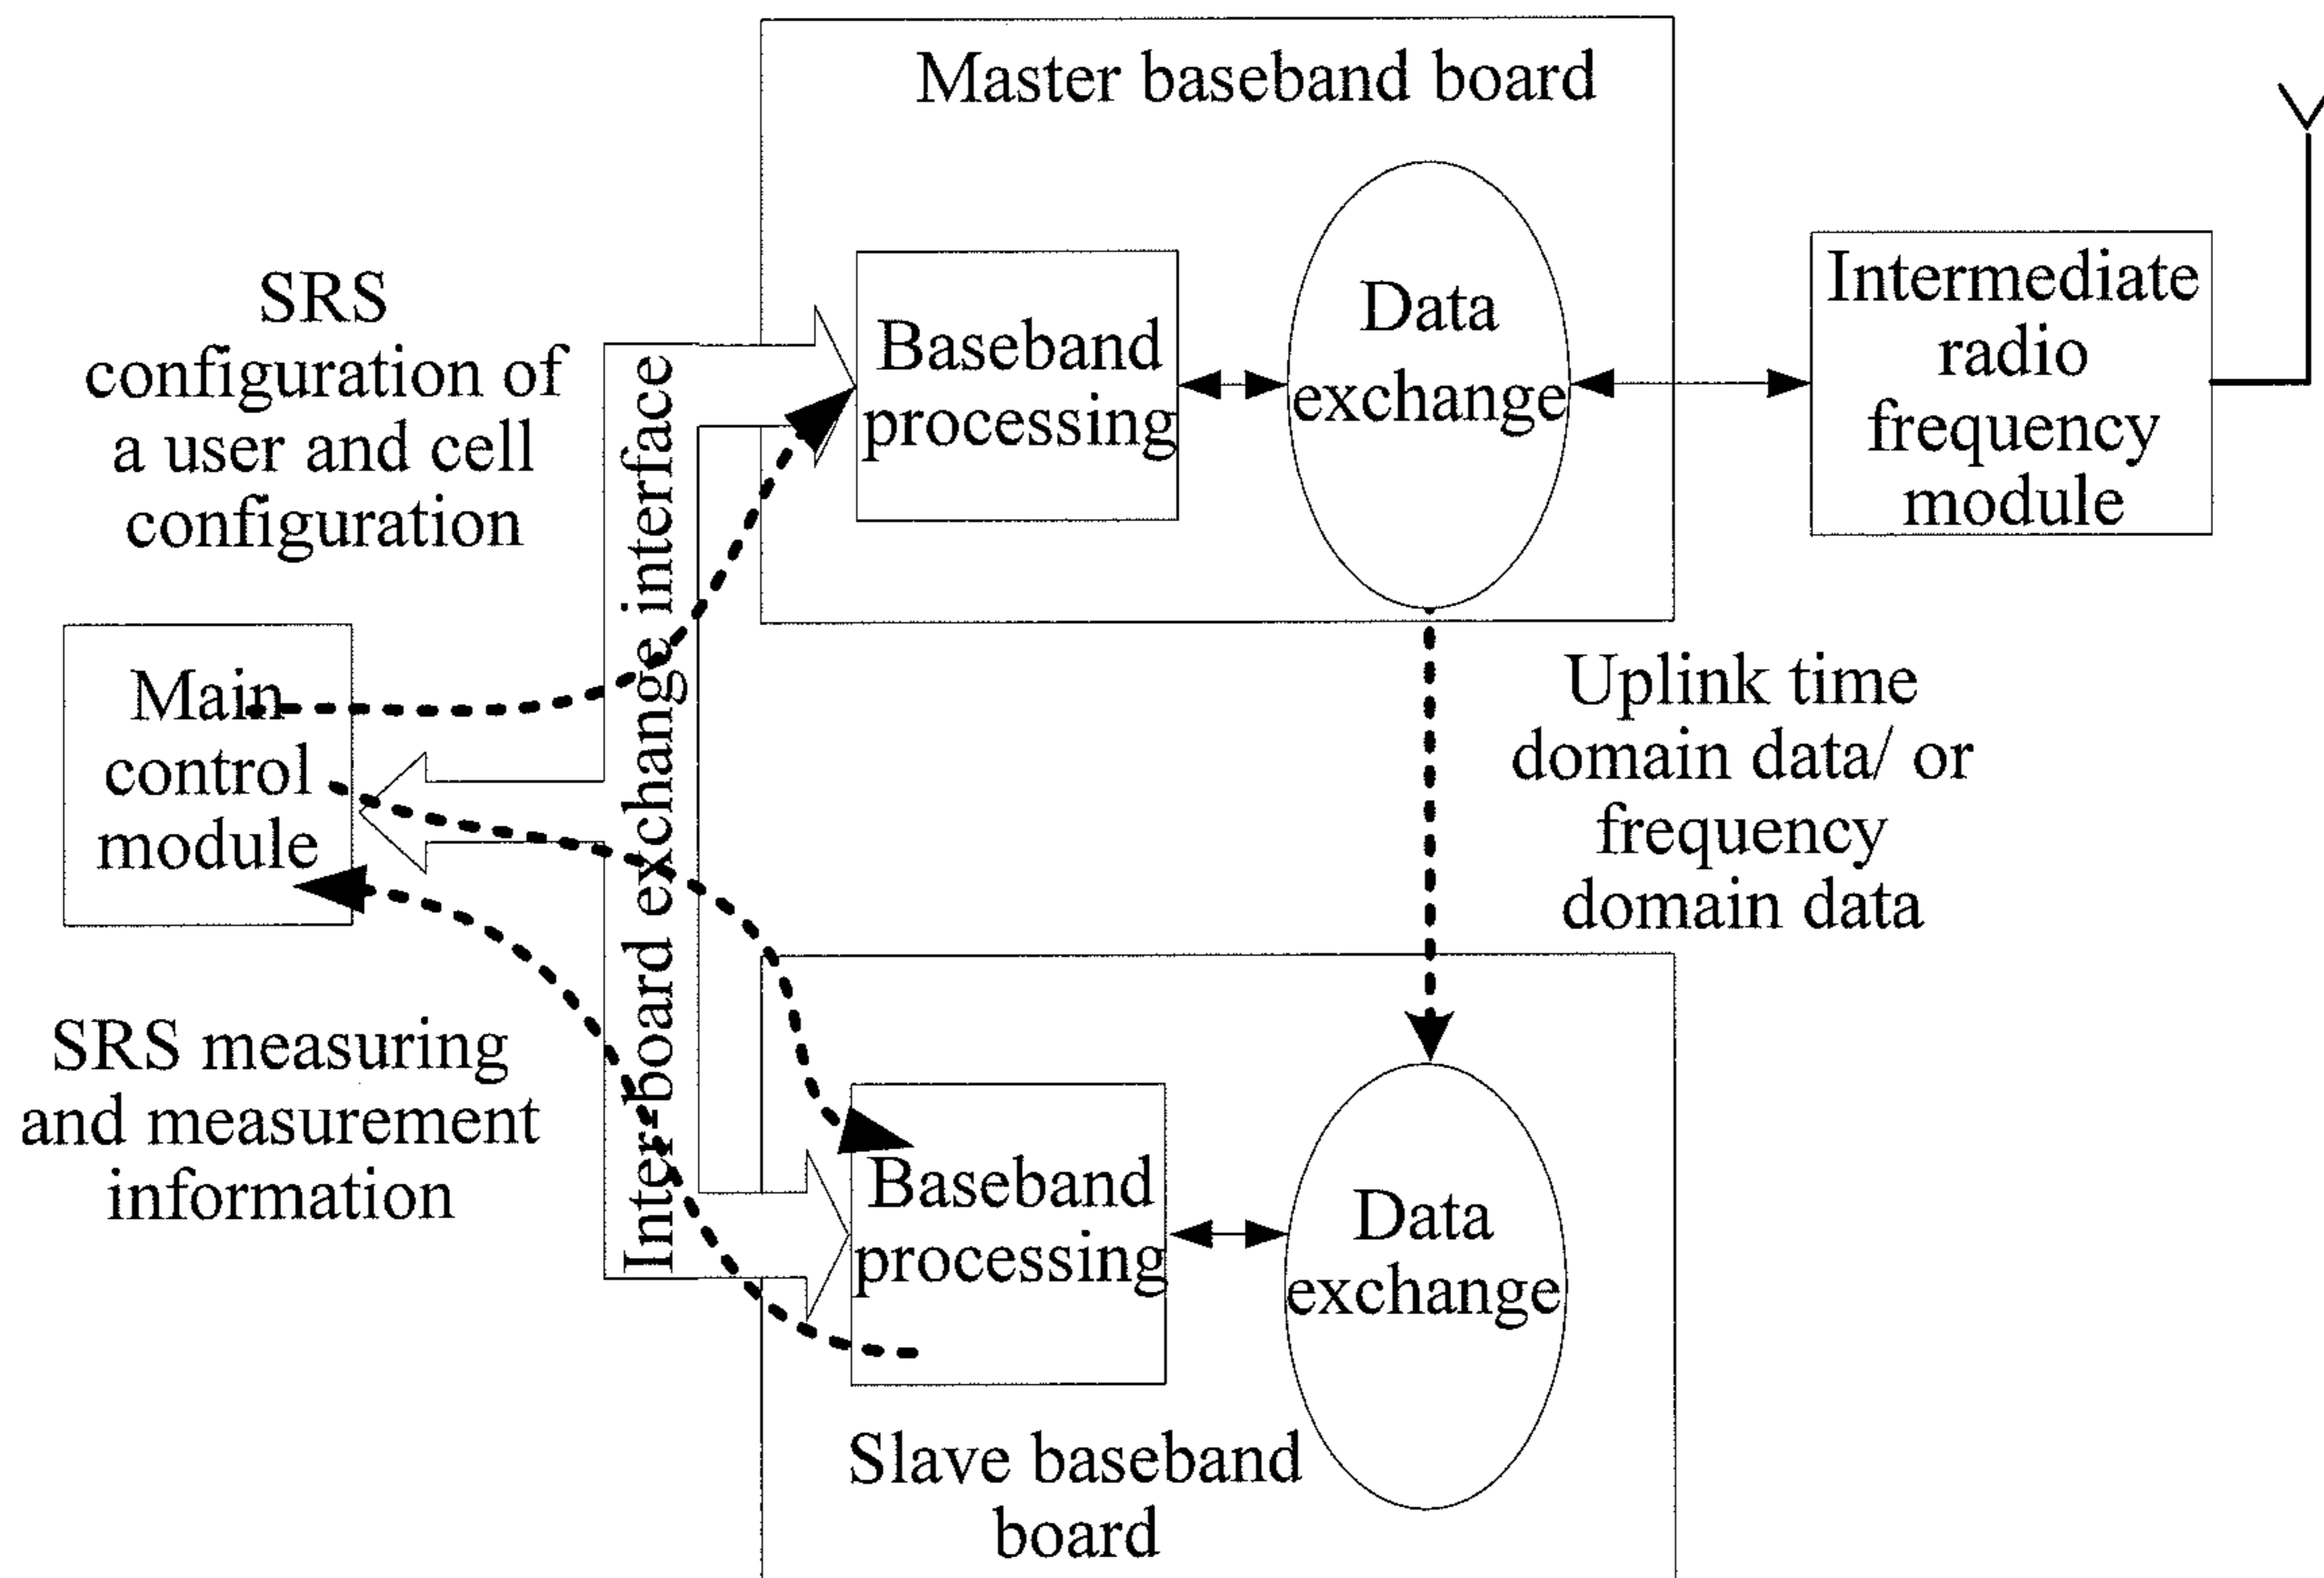 Master baseband board
SRS
configuration of
a user and cell
configuration
Baseband
processing
Data
exchange
Intermediate
radio
frequency
module
Inter-board exchange interface
Main
control
module
Uplink time
domain data/ or
frequency
domain data
SRS measuring
and measurement
information
Baseband
processing
Data
exchange
Slave baseband
board